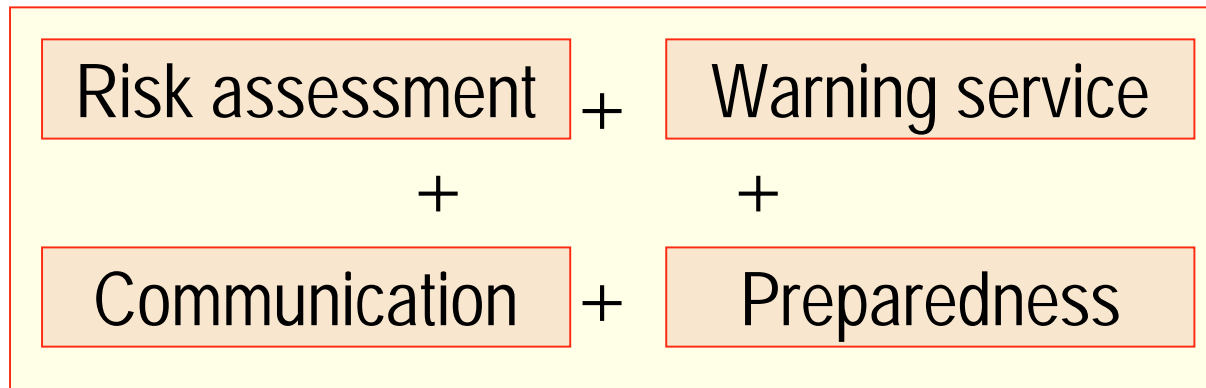 Risk assessment + Warning service
+ +
Communication + Preparedness